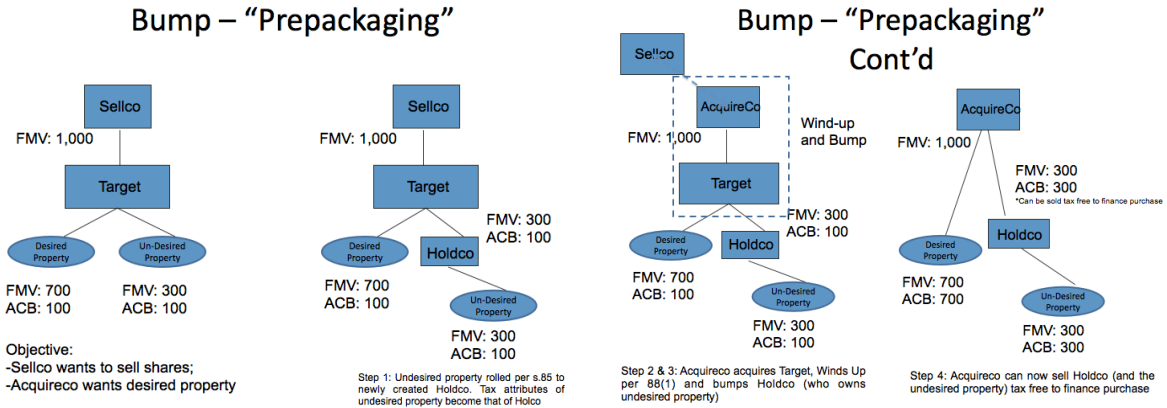 Bump – “Prepackaging”
Sellco
FMV: 1,000
Target
Desired
Property
Un-Desired
Property
FMV: 700
ACB: 100
FMV: 300
ACB: 100
Objective:
-Sellco wants to sell shares;
-Acquireco wants desired property
Sellco
FMV: 1,000
Target
FMV: 300
ACB: 100
Desired
Property
Holdco
FMV: 700
ACB: 100
Un-Desired
Property
FMV: 300
ACB: 100
Step 1: Undesired property rolled per s.85 to
newly created Holdco. Tax attributes of
undesired property become that of Holco
Bump – “Prepackaging”
Cont’d
Sellco
AcquireCo
FMV: 1,000
Wind-up
and Bump
Target
FMV: 300
ACB: 100
Desired
Property
Holdco
FMV: 700
ACB: 100
Un-Desired
Property
FMV: 300
ACB: 100
Step 2 & 3: Acquireco acquires Target, Winds Up
per 88(1) and bumps Holdco (who owns
undesired property)
AcquireCo
FMV: 1,000
FMV: 300
ACB: 300
*Can be sold tax free to finance purchase
Desired
Property
Holdco
FMV: 700
ACB: 700
Un-Desired
Property
FMV: 300
ACB: 300
Step 4: Acquireco can now sell Holdco (and the
undesired property) tax free to finance purchase